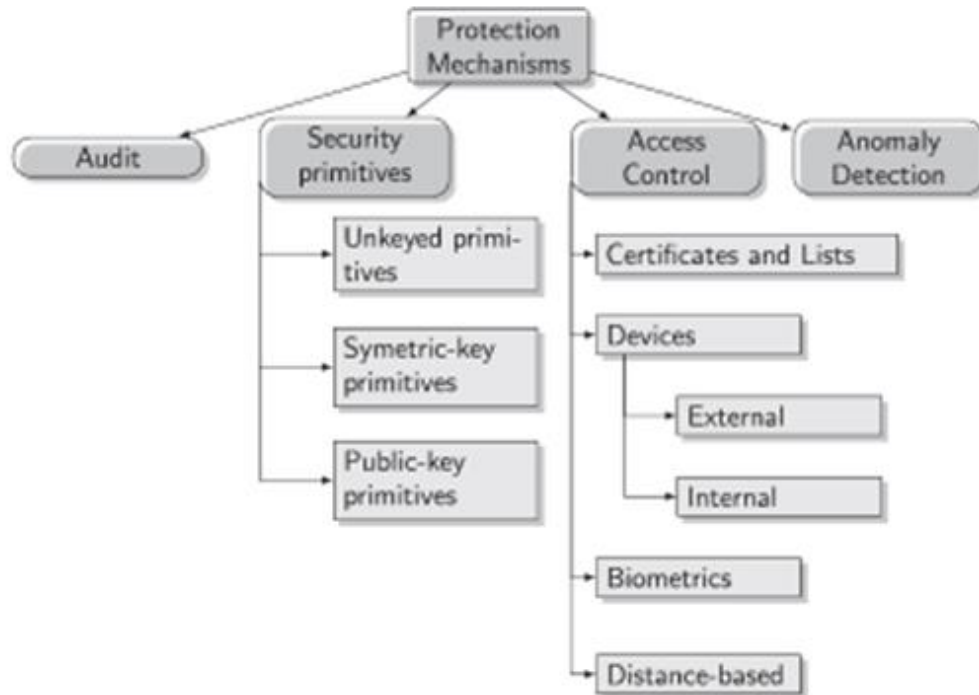 Protection
Mechanisms
Audit
Security
primitives
Access
Control
Anomaly
Detection
Unkeyed primi-
tives
Symetric-key
primitives
Public-key
primitives
Certificates and Lists
Devices
External
Internal
Biometrics
Distance-based